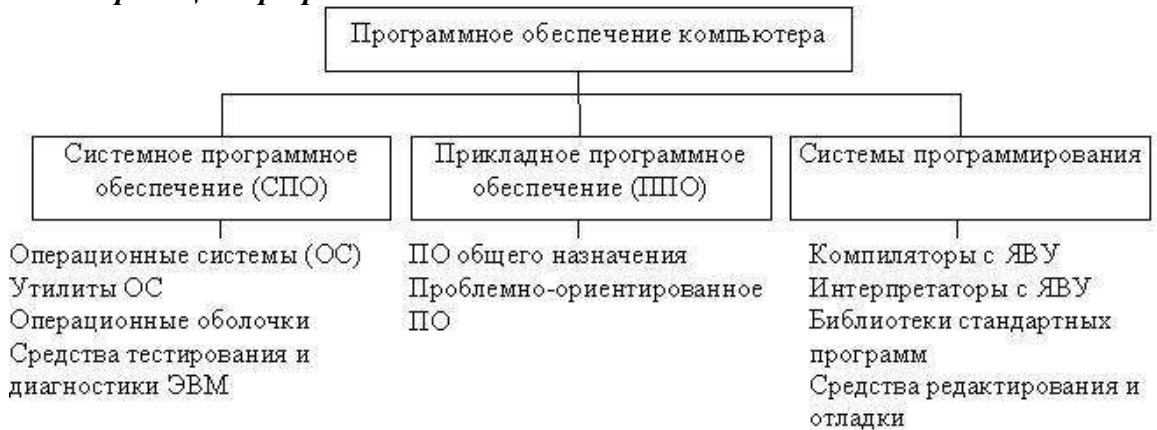 Программное обеспечение компьютера
Системное программное
обеспечение (СПО)
Прикладное программное
обеспечение (ППО)
Системы программирования
Операционные системы (ОС)
Утилиты ОС
Операционные оболочки
Средства тестирования и
диагностики ЭВМ
ПО общего назначения
Проблемно-ориентированное
ПО
Компиляторы с ЯВУ
Интерпретаторы с ЯВУ
Библиотеки стандартных
программ
Средства редактирования и
отладки